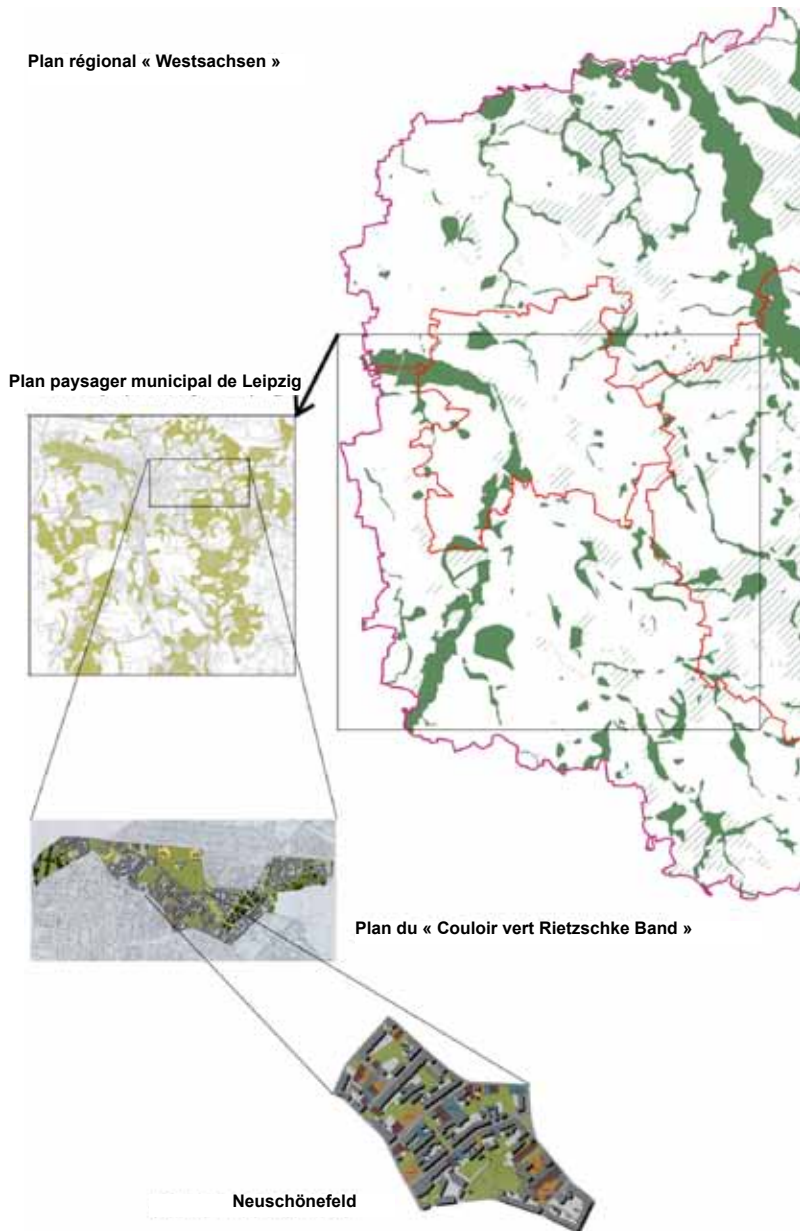 Plan régional « Westsachsen »
Plan paysager municipal de Leipzig
Plan du « Couloir vert Rietzschke Band »
Neuschönefeld